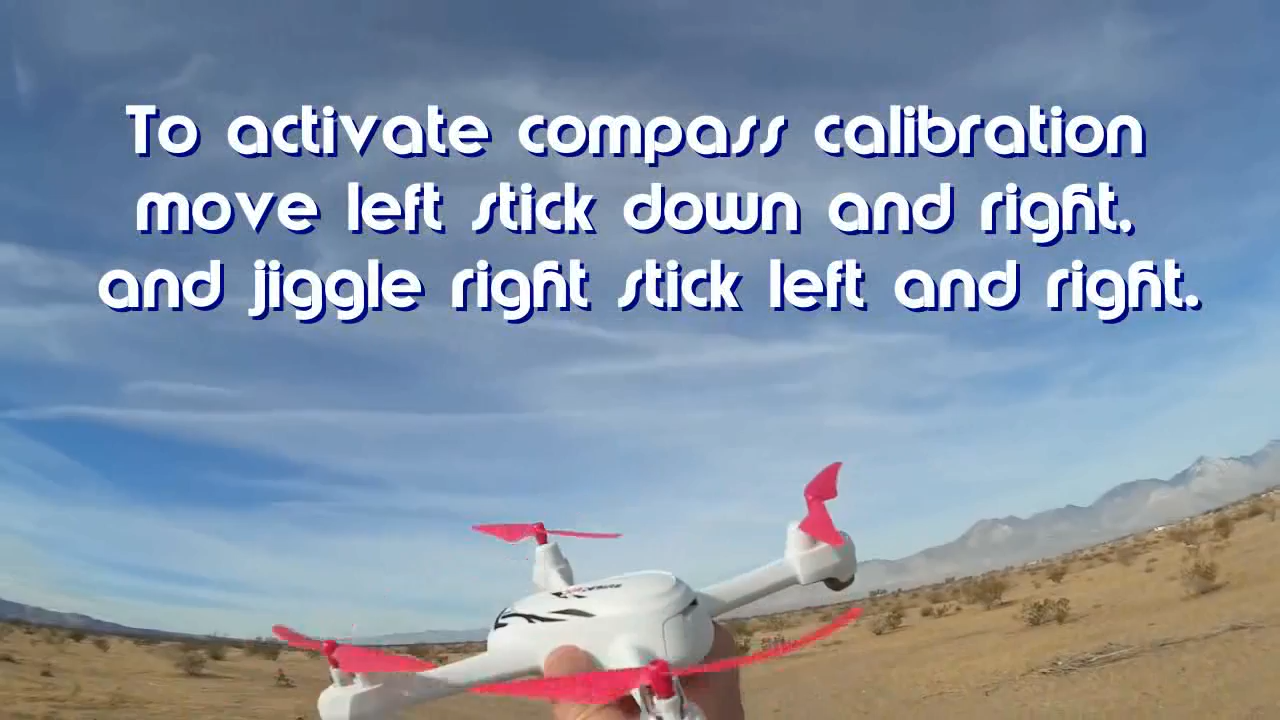 To activate compass calibration
move left stick down and right,
and jiggle right stick left and right.